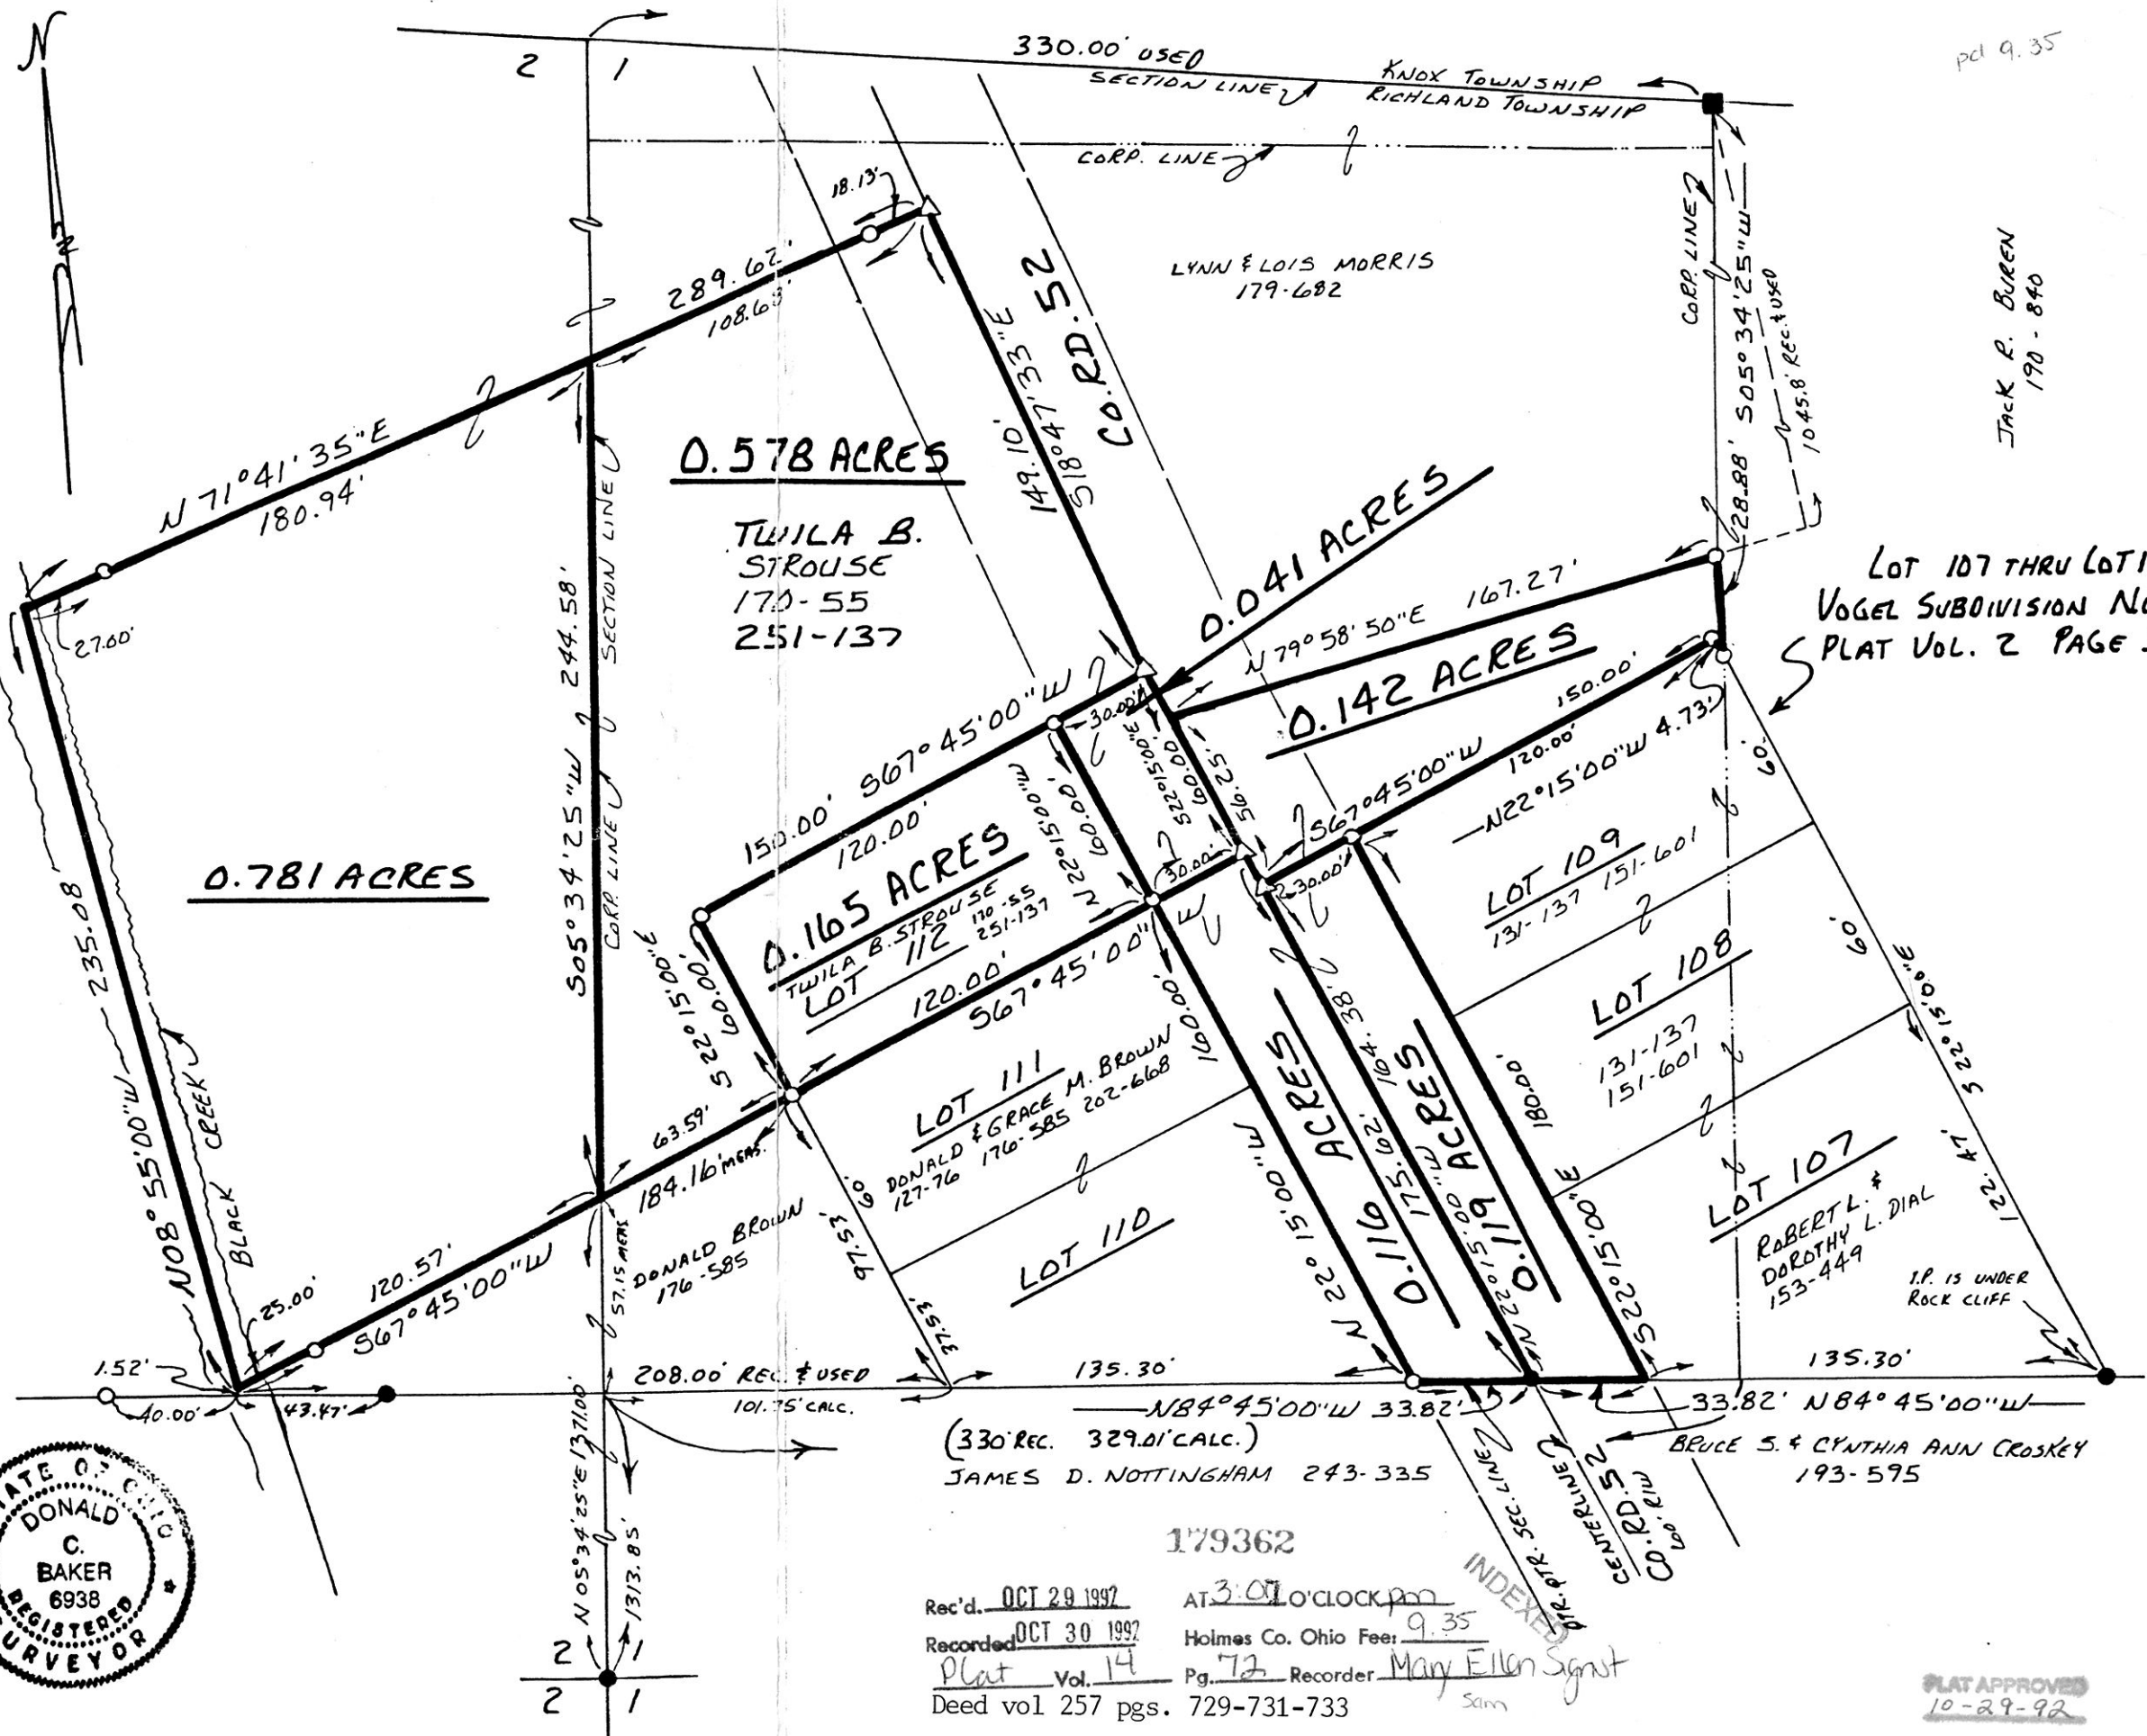 N
pd 9.35
2 1
330.00' USED
SECTION LINE
KNOX TOWNSHIP
RICHLAND TOWNSHIP
CORP. LINE
18.13'
289.62'
108.68'
CO. RD. 52
LYNN & LOIS MORRIS
179-682
CORP. LINE
128.88' S05°34'25"W
1045.8' REC. & USED
JACK R. BUREN
190-840
N 71°41'35"E
180.94'
27.00'
149.10'
S18°47'33"E
0.578 ACRES
TWILA B.
STROUSE
170-55
251-137
0.041 ACRES
N 79°58'50"E 167.27'
0.142 ACRES
LOT 107 THRU LOT
VOGEL SUBDIVISION
PLAT VOL. 2 PAGE
S05°34'25"W 244.58'
SECTION LINE
CORP. LINE
150.00' S67°45'00"W
120.00'
30.00'
S22°15'00"E
60.00'
56.25'
N22°15'00"W
60.00'
30.00'
150.00'
120.00'
S67°45'00"W
30.00'
N22°15'00"W 4.73'
60'
0.781 ACRES
0.165 ACRES
TWILA B. STROUSE
170-55
251-137
LOT 112
120.00'
S67°45'00"W
S22°15'00"E
60.00'
LOT 109
131-137 151-601
60'
LOT 108
131-137
151-601
S22°15'00"E
122.47'
235.08'
N08°55'00"W
BLACK CREEK
63.59'
184.16' MEAS.
LOT 111
DONALD & GRACE M. BROWN
127-76 176-585 202-668
160.00'
N 22°15'00"W
0.116 ACRES
164.38'
175.62'
N 22°15'00"W
0.119 ACRES
180.00'
S22°15'00"E
LOT 107
ROBERT L. &
DOROTHY L. DIAL
153-449
I.P. IS UNDER
ROCK CLIFF
120.57'
S67°45'00"W
25.00'
57.15 MEAS.
DONALD BROWN
176-585
60'
97.53'
37.53'
LOT 110
1.52'
40.00'
43.47'
208.00' REC. & USED
101.75' CALC.
135.30'
N84°45'00"W 33.82'
135.30'
33.82' N84°45'00"W
(330' REC. 329.01' CALC.)
JAMES D. NOTTINGHAM 243-335
BRUCE S. & CYNTHIA ANN CROSKEY
193-595
QTR. QTR. SEC. LINE
CENTERLINE
CO. RD. 52
60' R/W
N05°34'25"E 1371.00'
1313.85'
STATE OF OHIO
DONALD
C.
BAKER
6938
REGISTERED
SURVEYOR
2 1
2 1
179362
INDEXED
Rec'd. OCT 29 1992 AT 3:07 O'CLOCK pm
Recorded OCT 30 1992 Holmes Co. Ohio Fee: 9.35
Plat Vol. 14 Pg. 72 Recorder Mary Ellen
Sam
Deed vol 257 pgs. 729-731-733
PLAT APPROVED
10-29-92